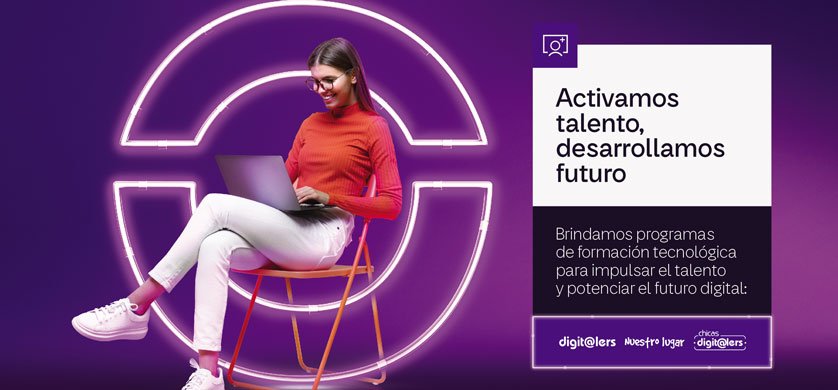 Activamos
talento,
desarrollamos
futuro
Brindamos programas
de formación tecnológica
para impulsar el talento
y potenciar el futuro digital:
digit@lers Nuestro lugar chicas
digit@lers